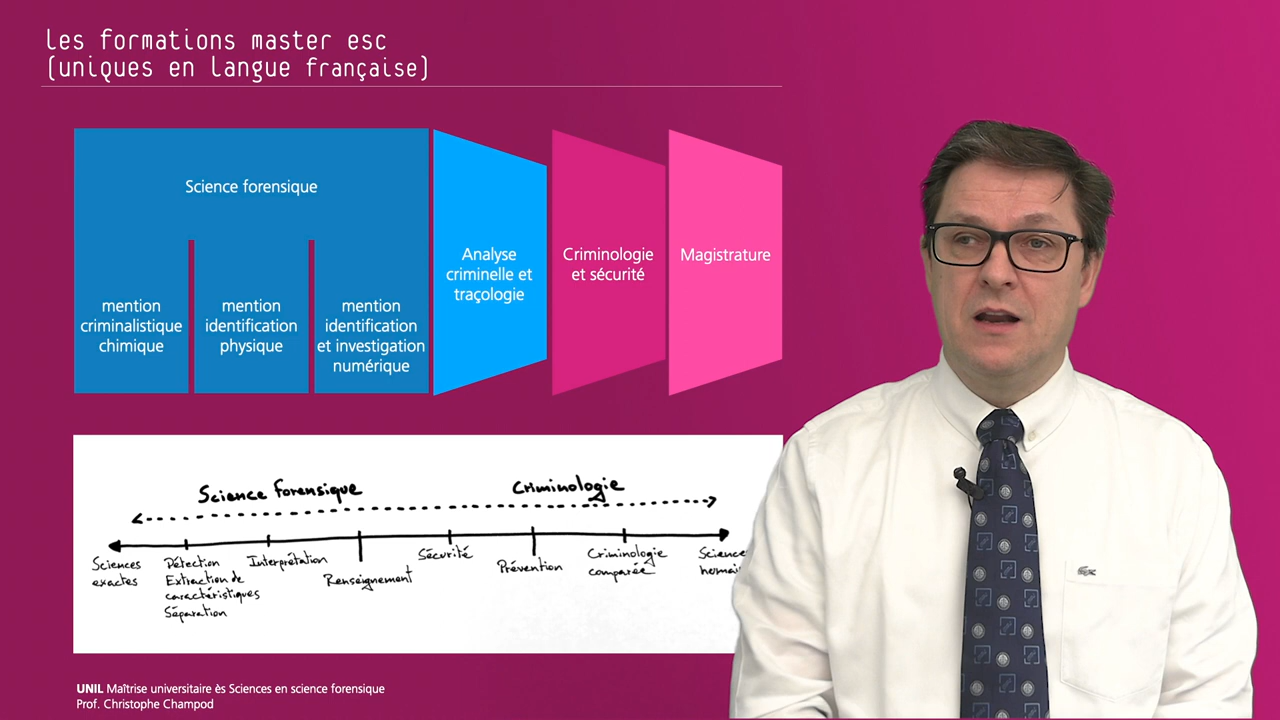 les formations master esc
(uniques en langue française)
Science forensique
mention
criminalistique
chimique
mention
identification
physique
mention
identification
et investigation
numérique
Analyse
criminelle et
traçologie
Criminologie
et sécurité
Magistrature
Science forensique
Criminologie
Sciences
exactes
Détection
Extraction de
caractéristiques
Séparation
Interprétation
Renseignement
Sécurité
Prévention
Criminologie
comparée
Science
UNIL Maîtrise universitaire ès Sciences en science forensique
Prof. Christophe Champod